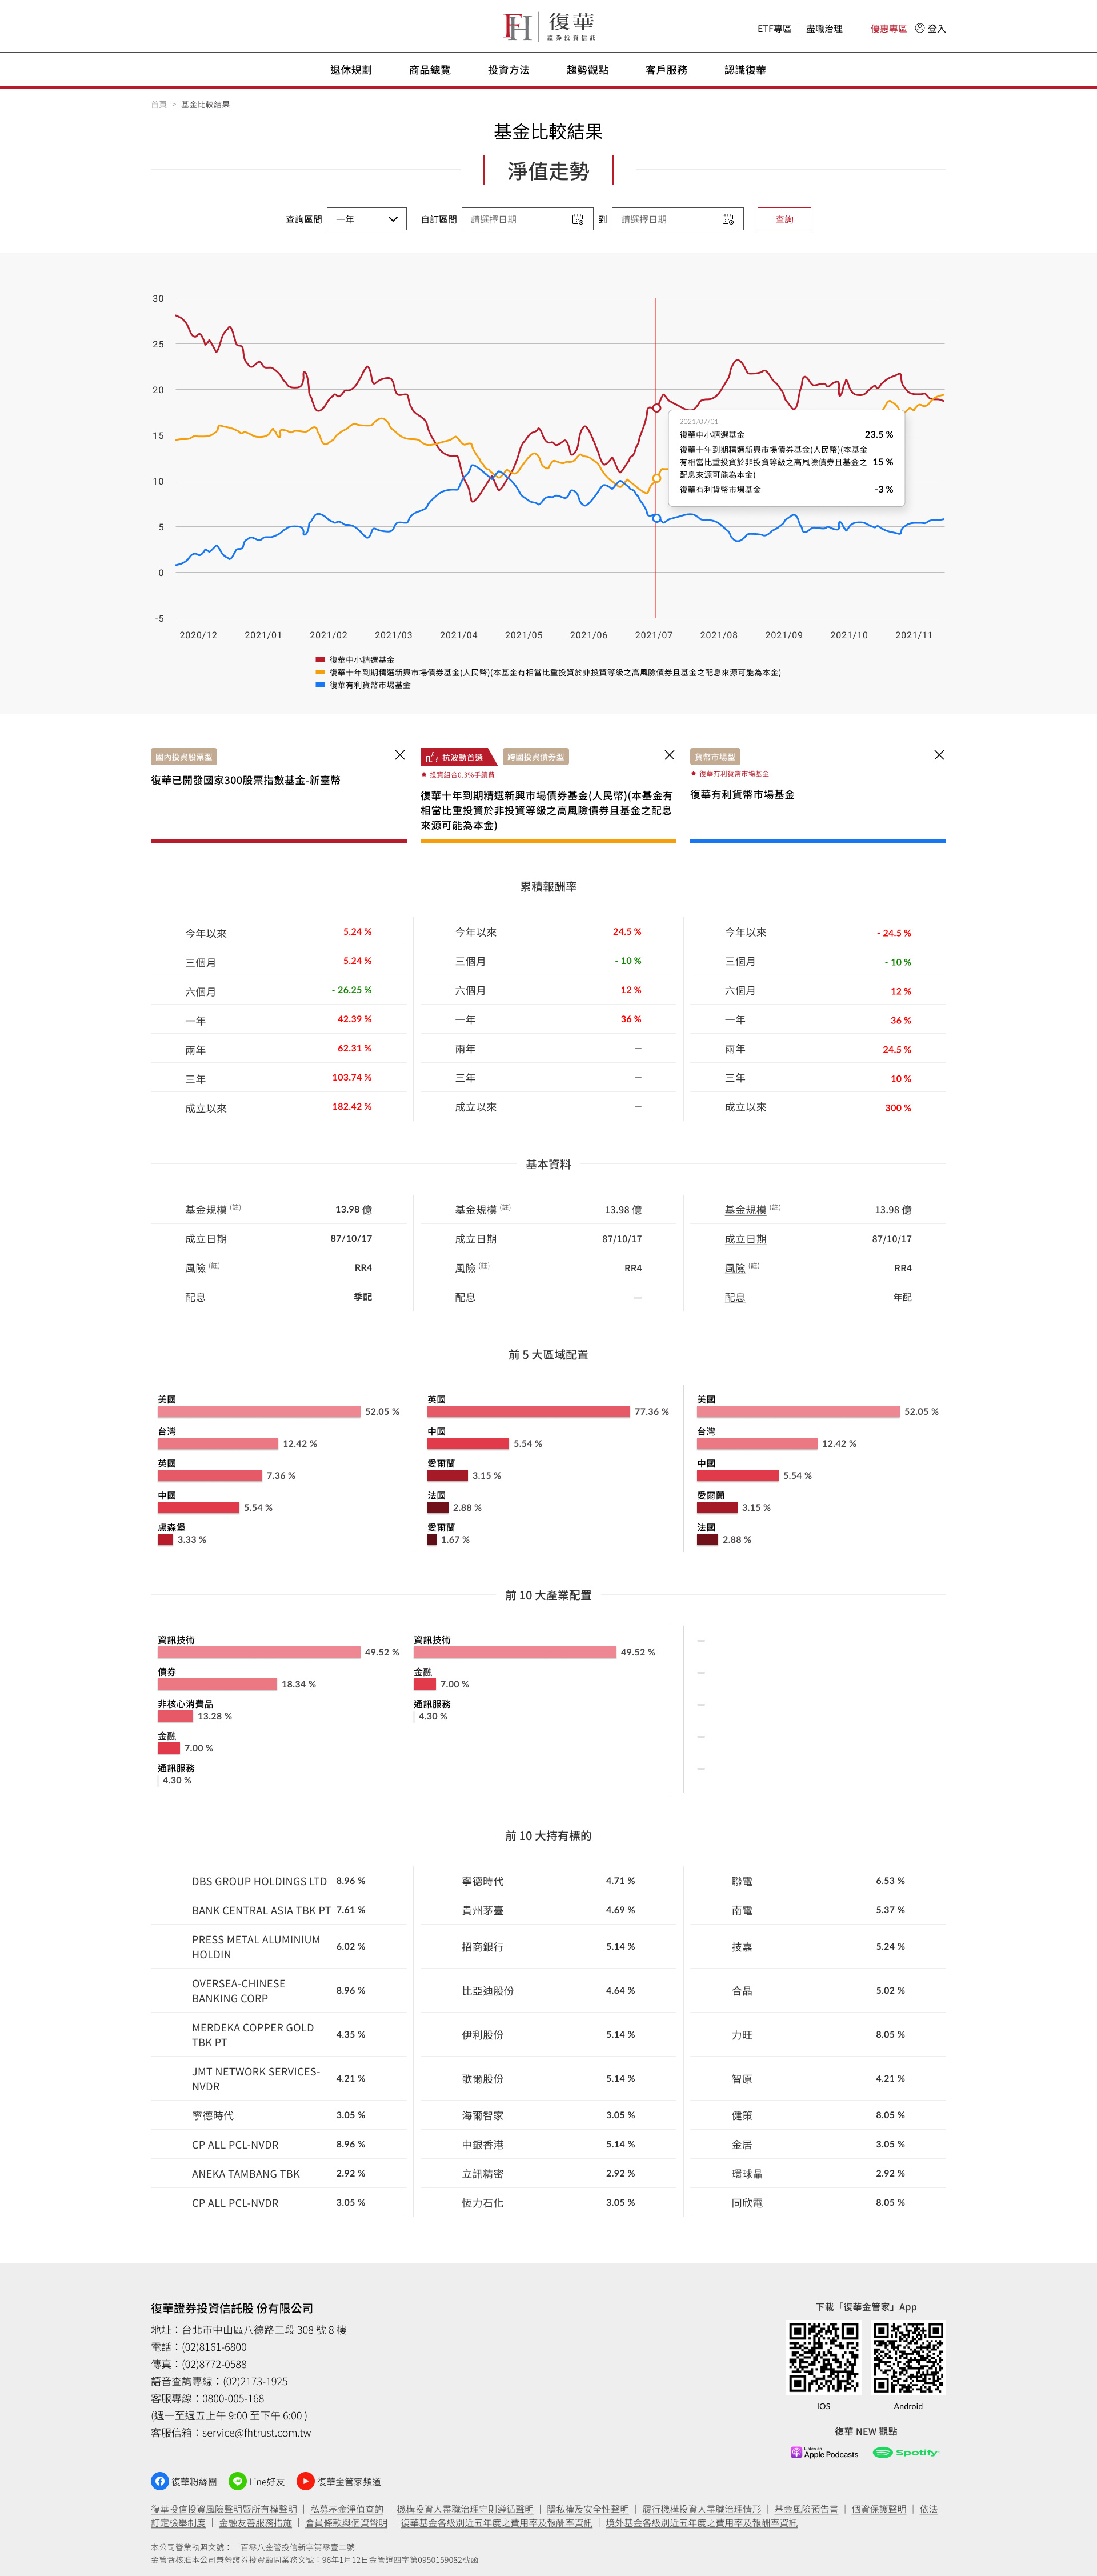 FH 復華
證券投資信託
ETF專區 盡職治理 優惠專區 登入
退休規劃 商品總覽 投資方法 趨勢觀點 客戶服務 認識復華
首頁 > 基金比較結果
基金比較結果
淨值走勢
查詢區間 一年 自訂區間 請選擇日期 到 請選擇日期 查詢
30
25
20
15
10
5
0
-5
2021/07/01
復華中小精選基金 23.5 %
復華十年到期精選新興市場債券基金(人民幣)(本基金
有相當比重投資於非投資等級之高風險債券且基金之 15 %
配息來源可能為本金)
復華有利貨幣市場基金 -3 %
2020/12 2021/01 2021/02 2021/03 2021/04 2021/05 2021/06 2021/07 2021/08 2021/09 2021/10 2021/11
復華中小精選基金
復華十年到期精選新興市場債券基金(人民幣)(本基金有相當比重投資於非投資等級之高風險債券且基金之配息來源可能為本金)
復華有利貨幣市場基金
國內投資股票型
復華已開發國家300股票指數基金-新臺幣
抗波動首選 跨國投資債券型
投資組合0.3%手續費
復華十年到期精選新興市場債券基金(人民幣)(本基金有
相當比重投資於非投資等級之高風險債券且基金之配息
來源可能為本金)
貨幣市場型
復華有利貨幣市場基金
復華有利貨幣市場基金
累積報酬率
今年以來 5.24 % 今年以來 24.5 % 今年以來 - 24.5 %
三個月 5.24 % 三個月 - 10 % 三個月 - 10 %
六個月 - 26.25 % 六個月 12 % 六個月 12 %
一年 42.39 % 一年 36 % 一年 36 %
兩年 62.31 % 兩年 — 兩年 24.5 %
三年 103.74 % 三年 — 三年 10 %
成立以來 182.42 % 成立以來 — 成立以來 300 %
基本資料
基金規模 (註) 13.98 億 基金規模 (註) 13.98 億 基金規模 (註) 13.98 億
成立日期 87/10/17 成立日期 87/10/17 成立日期 87/10/17
風險 (註) RR4 風險 (註) RR4 風險 (註) RR4
配息 季配 配息 — 配息 年配
前 5 大區域配置
美國 英國 美國
52.05 % 77.36 % 52.05 %
台灣 中國 台灣
12.42 % 5.54 % 12.42 %
英國 愛爾蘭 中國
7.36 % 3.15 % 5.54 %
中國 法國 愛爾蘭
5.54 % 2.88 % 3.15 %
盧森堡 愛爾蘭 法國
3.33 % 1.67 % 2.88 %
前 10 大產業配置
資訊技術 資訊技術 —
49.52 % 49.52 %
債券 金融 —
18.34 % 7.00 %
非核心消費品 通訊服務 —
13.28 % 4.30 %
金融 —
7.00 %
通訊服務 —
4.30 %
前 10 大持有標的
DBS GROUP HOLDINGS LTD 8.96 % 寧德時代 4.71 % 聯電 6.53 %
BANK CENTRAL ASIA TBK PT 7.61 % 貴州茅臺 4.69 % 南電 5.37 %
PRESS METAL ALUMINIUM
HOLDIN 6.02 % 招商銀行 5.14 % 技嘉 5.24 %
OVERSEA-CHINESE
BANKING CORP 8.96 % 比亞迪股份 4.64 % 合晶 5.02 %
MERDEKA COPPER GOLD
TBK PT 4.35 % 伊利股份 5.14 % 力旺 8.05 %
JMT NETWORK SERVICES-
NVDR 4.21 % 歌爾股份 5.14 % 智原 4.21 %
寧德時代 3.05 % 海爾智家 3.05 % 健策 8.05 %
CP ALL PCL-NVDR 8.96 % 中銀香港 5.14 % 金居 3.05 %
ANEKA TAMBANG TBK 2.92 % 立訊精密 2.92 % 環球晶 2.92 %
CP ALL PCL-NVDR 3.05 % 恆力石化 3.05 % 同欣電 8.05 %
復華證券投資信託股 份有限公司
地址：台北市中山區八德路二段 308 號 8 樓
電話：(02)8161-6800
傳真：(02)8772-0588
語音查詢專線：(02)2173-1925
客服專線：0800-005-168
(週一至週五上午 9:00 至下午 6:00 )
客服信箱：service@fhtrust.com.tw
下載「復華金管家」App
IOS Android
復華 NEW 觀點
Listen on
Apple Podcasts Spotify
復華粉絲團 Line好友 復華金管家頻道
復華投信投資風險聲明暨所有權聲明 | 私募基金淨值查詢 | 機構投資人盡職治理守則遵循聲明 | 隱私權及安全性聲明 | 履行機構投資人盡職治理情形 | 基金風險預告書 | 個資保護聲明 | 依法
訂定檢舉制度 | 金融友善服務措施 | 會員條款與個資聲明 | 復華基金各級別近五年度之費用率及報酬率資訊 | 境外基金各級別近五年度之費用率及報酬率資訊
本公司營業執照文號：一百零八金管投信新字第零壹二號
金管會核准本公司兼營證券投資顧問業務文號：96年1月12日金管證四字第0950159082號函